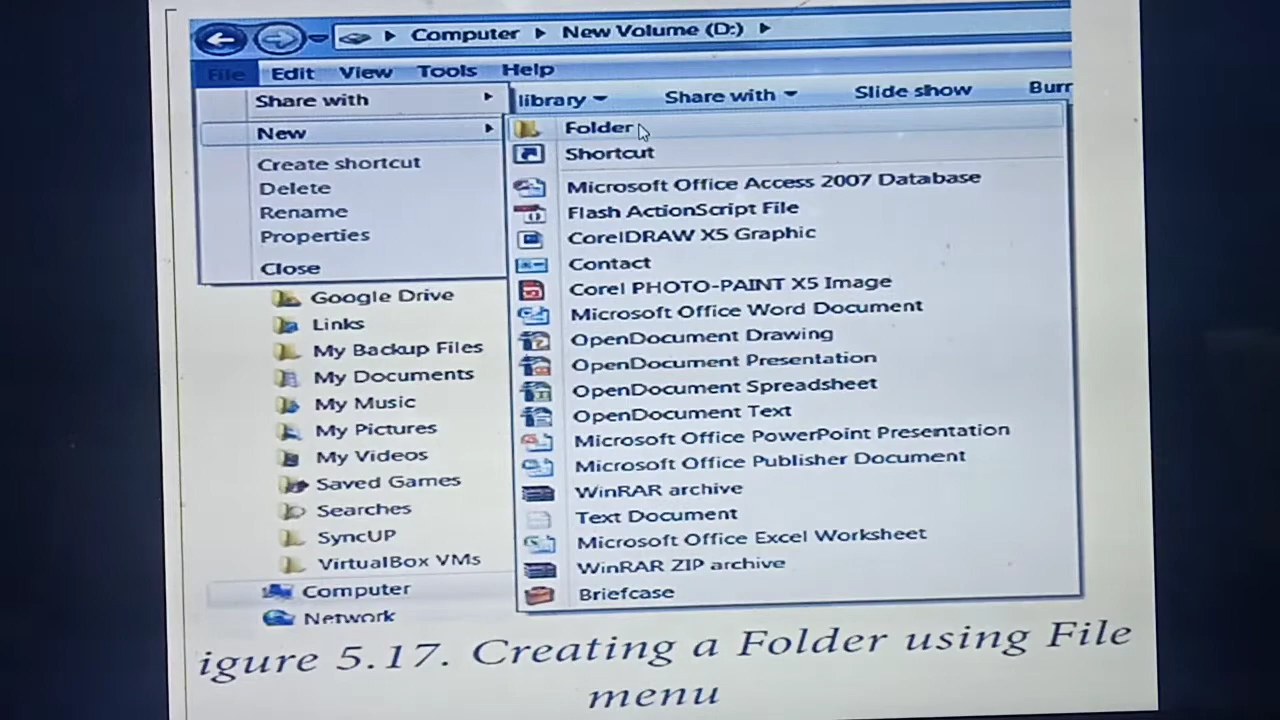 Computer New Volume (D:)
File Edit View Tools Help
Share with
library Share with Slide show Burr
New
Create shortcut
Delete
Rename
Properties
Close
Folder
Shortcut
Microsoft Office Access 2007 Database
Flash ActionScript File
CorelDRAW X5 Graphic
Contact
Corel PHOTO-PAINT X5 Image
Microsoft Office Word Document
OpenDocument Drawing
OpenDocument Presentation
OpenDocument Spreadsheet
OpenDocument Text
Microsoft Office PowerPoint Presentation
Microsoft Office Publisher Document
WinRAR archive
Text Document
Microsoft Office Excel Worksheet
WinRAR ZIP archive
Briefcase
Google Drive
Links
My Backup Files
My Documents
My Music
My Pictures
My Videos
Saved Games
Searches
SyncUP
VirtualBox VMs
Computer
Network
igure 5.17. Creating a Folder using File
menu